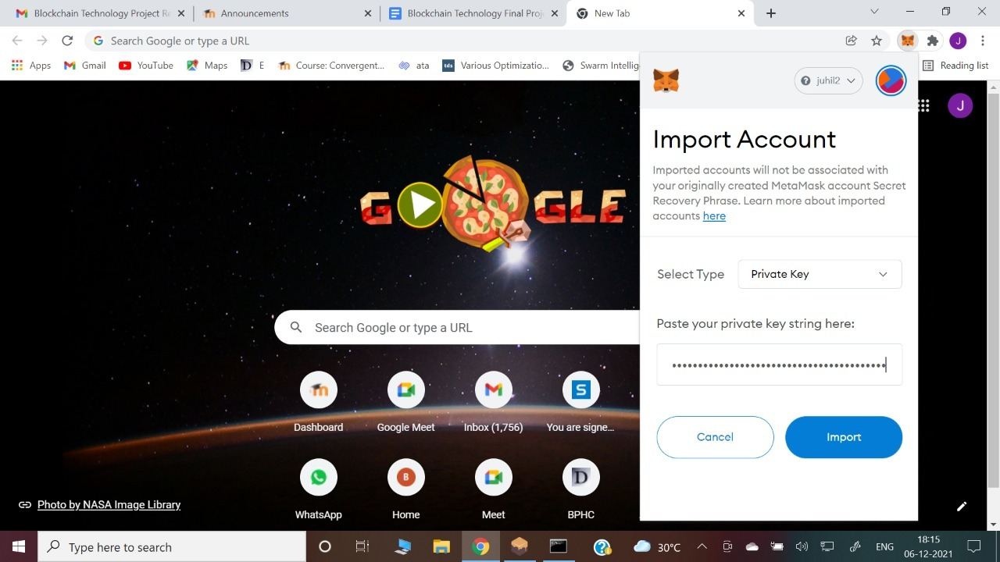 Blockchain Technology Project Re
Announcements
Blockchain Technology Final Proj
New Tab
Search Google or type a URL
J
Apps
Gmail
YouTube
Maps
D E
Course: Convergent
ata
tds Various Optimizatio...
Swarm Intellig
Reading list
juhil2
J
Import Account
Imported accounts will not be associated with
your originally created MetaMask account Secret
Recovery Phrase. Learn more about imported
accounts here
GOOGLE
Select Type
Private Key
Paste your private key string here:
Search Google or type a URL
Dashboard
Google Meet
Inbox (1,756)
S
You are signe...
Cancel
Import
WhatsApp
B
Home
Meet
D
BPHC
Photo by NASA Image Library
Type here to search
30°C
ENG
18:15
06-12-2021